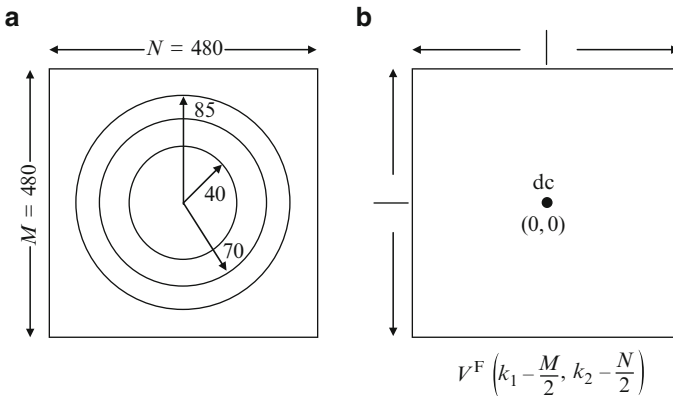 a
b
N = 480
M = 480
85
40
70
dc
(0, 0)
V^F (k_1 – M/2, k_2 – N/2)